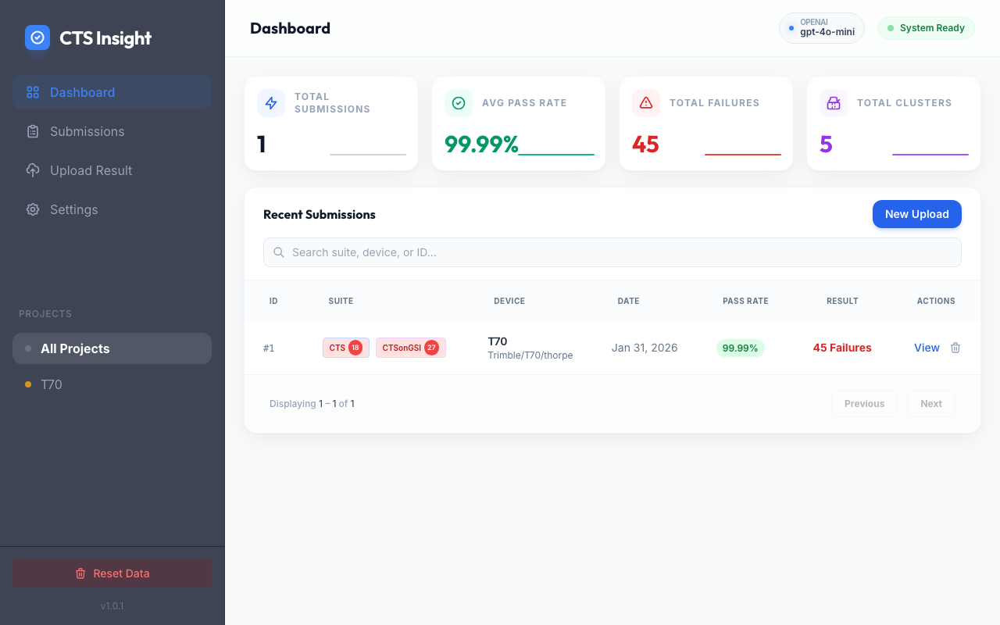 CTS Insight
Dashboard
Submissions
Upload Result
Settings
PROJECTS
All Projects
T70
Reset Data
v1.0.1
Dashboard
OPENAI
gpt-4o-mini
System Ready
TOTAL
SUBMISSIONS
1
AVG PASS RATE
99.99%
TOTAL FAILURES
45
TOTAL CLUSTERS
5
Recent Submissions
New Upload
Search suite, device, or ID...
ID SUITE DEVICE DATE PASS RATE RESULT ACTIONS
#1 CTS 18 CTSonGSI 27 T70 Jan 31, 2026 99.99% 45 Failures View
Trimble/T70/thorpe
Displaying 1 – 1 of 1
Previous Next